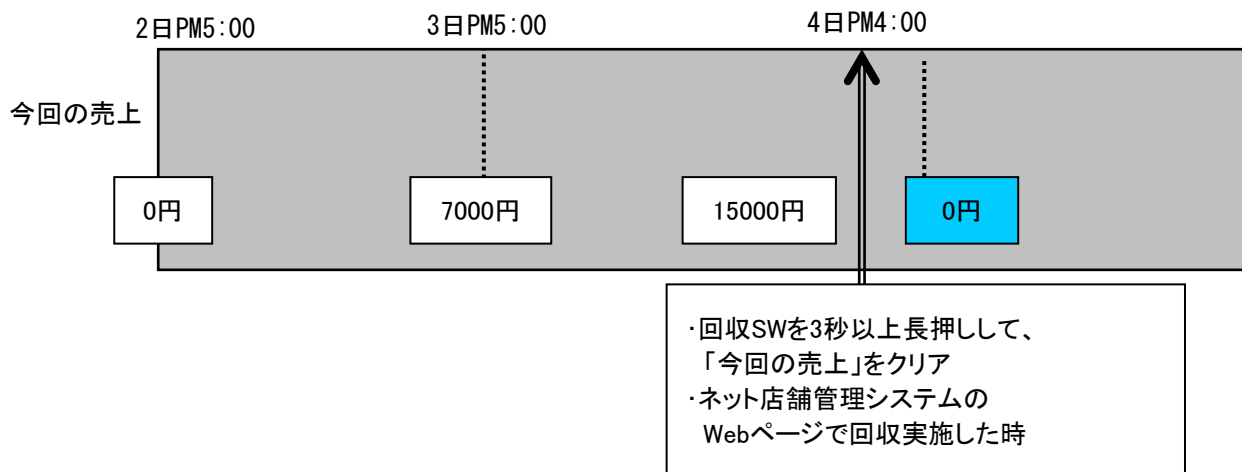 2日PM5:00
3日PM5:00
4日PM4:00
今回の売上
0円
7000円
15000円
0円
・回収SWを3秒以上長押しして、
「今回の売上」をクリア
・ネット店舗管理システムの
Webページで回収実施した時